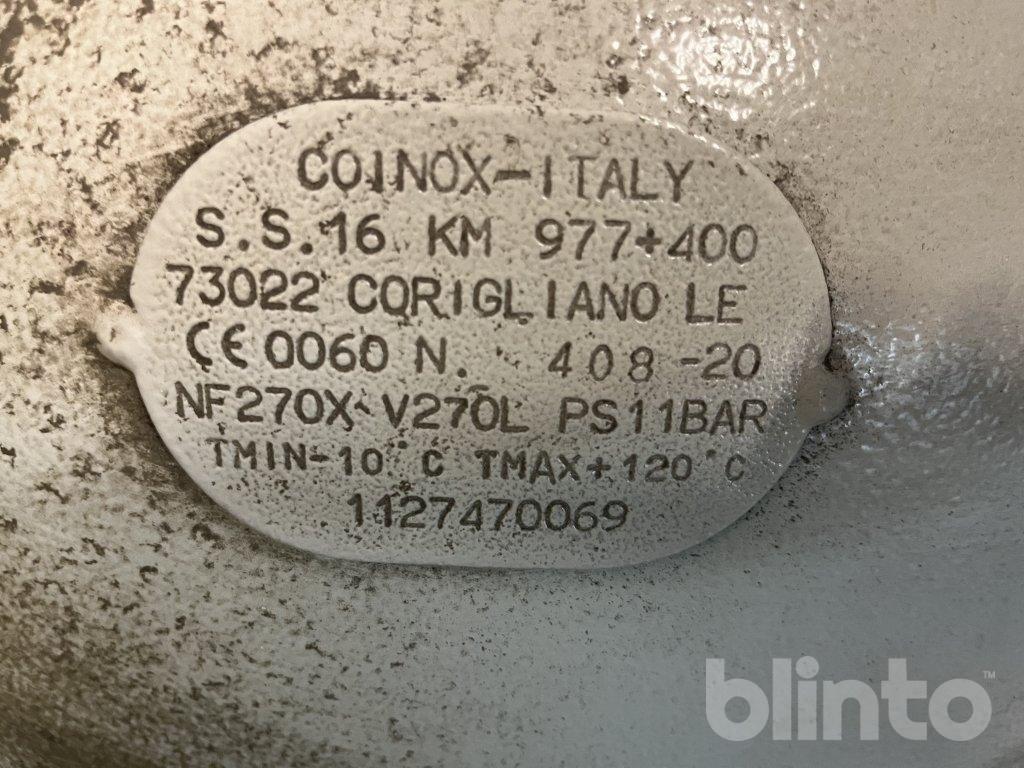 COINOX-ITALY
S.S.16 KM 977+400
73022 CORIGLIANO LE
CE 0060 N. 408-20
NF270X V270L PS11BAR
TMIN-10°C TMAX+120°C
1127470069
blinto™